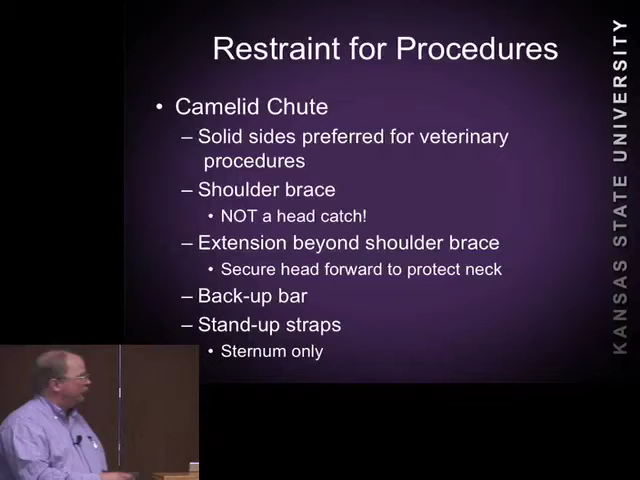 Restraint for Procedures
• Camelid Chute
– Solid sides preferred for veterinary
procedures
– Shoulder brace
• NOT a head catch!
– Extension beyond shoulder brace
• Secure head forward to protect neck
– Back-up bar
– Stand-up straps
• Sternum only
KANSAS STATE UNIVERSITY